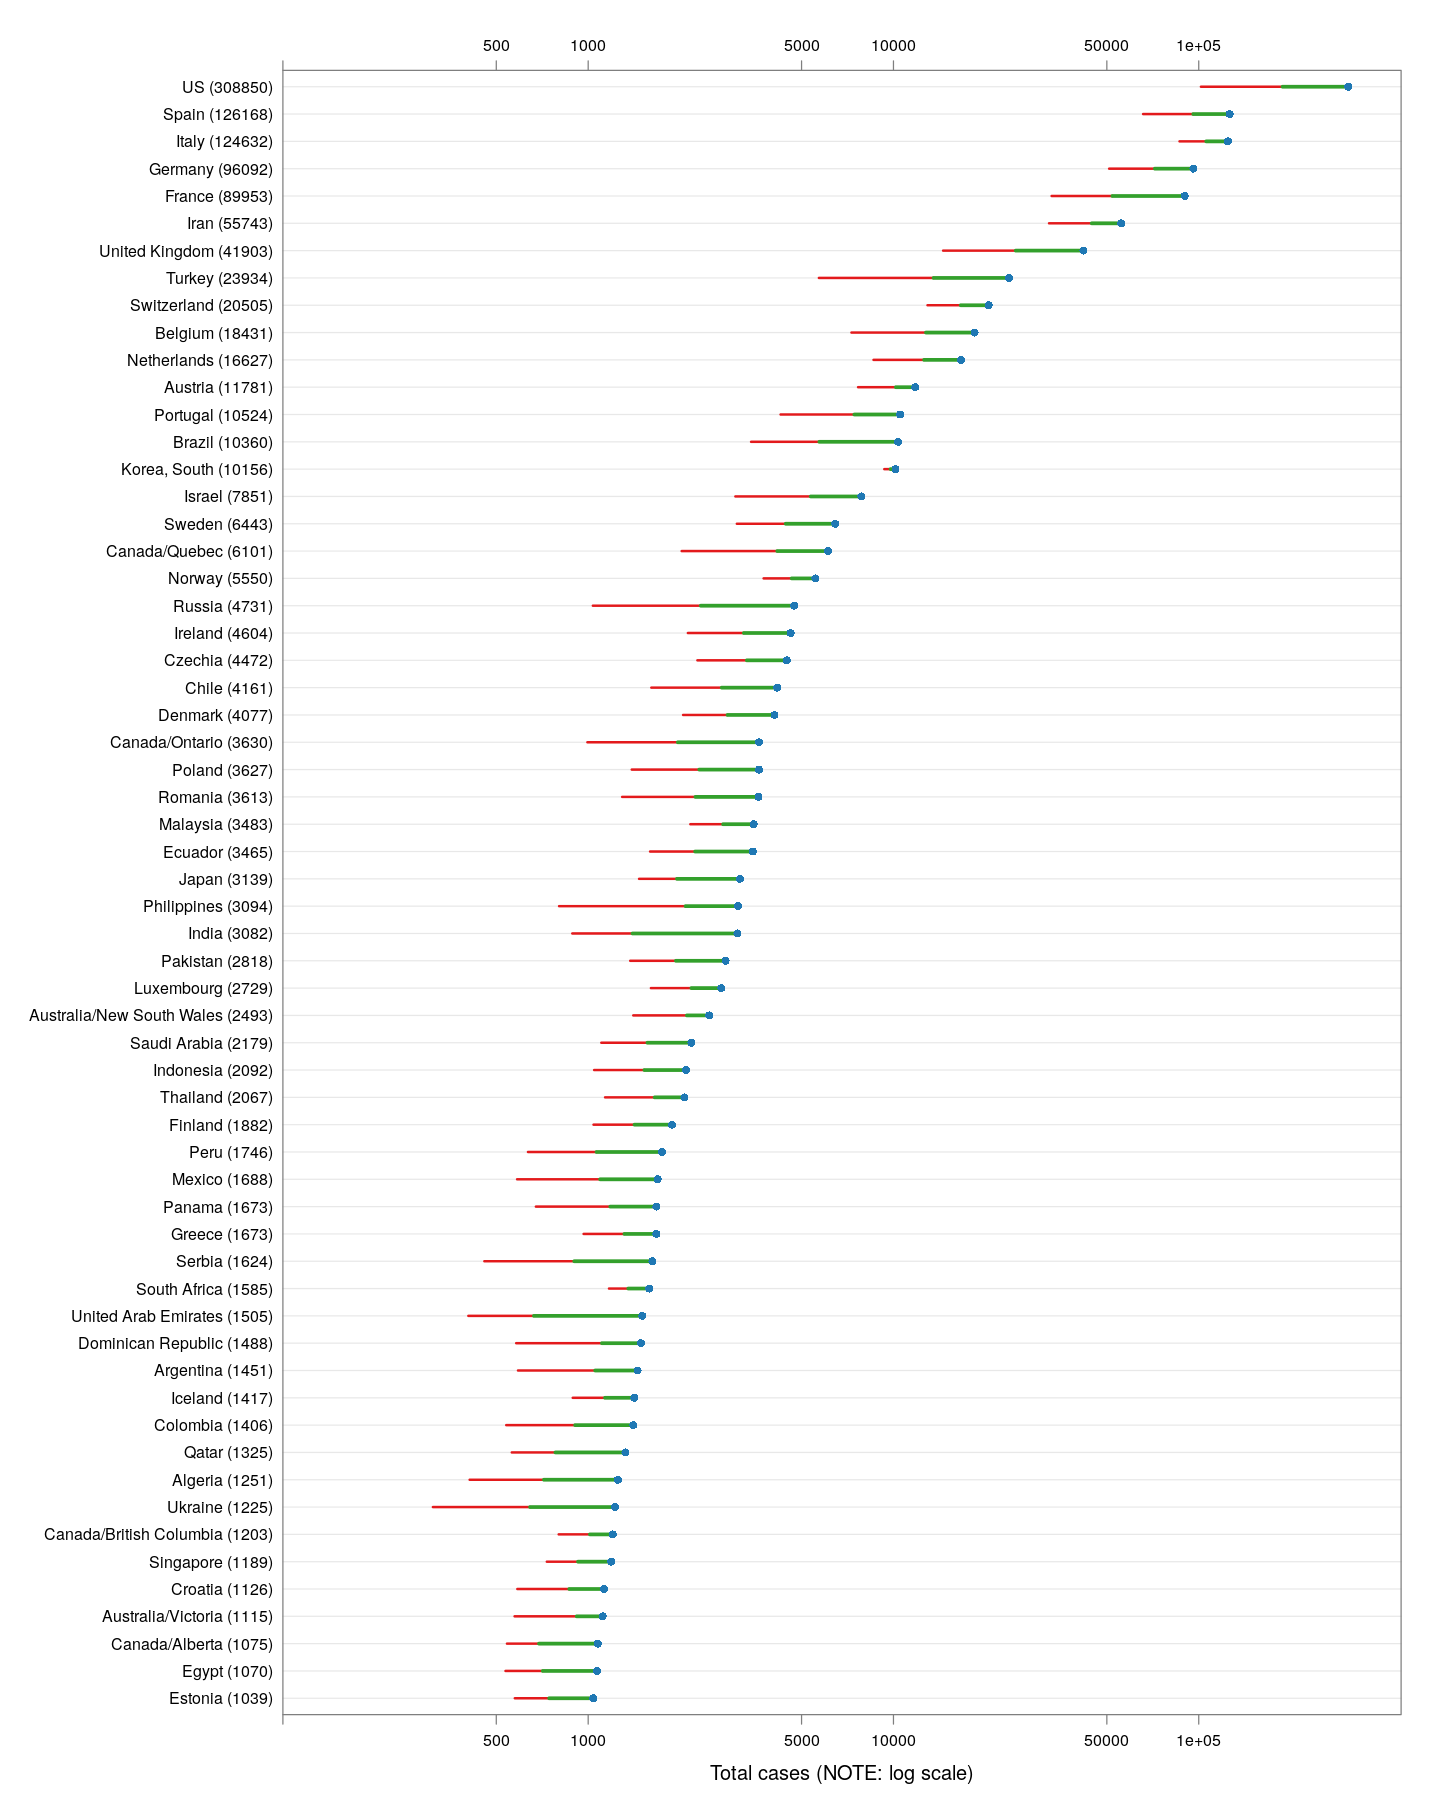 500 1000 5000 10000 50000 1e+05
US (308850)
Spain (126168)
Italy (124632)
Germany (96092)
France (89953)
Iran (55743)
United Kingdom (41903)
Turkey (23934)
Switzerland (20505)
Belgium (18431)
Netherlands (16627)
Austria (11781)
Portugal (10524)
Brazil (10360)
Korea, South (10156)
Israel (7851)
Sweden (6443)
Canada/Quebec (6101)
Norway (5550)
Russia (4731)
Ireland (4604)
Czechia (4472)
Chile (4161)
Denmark (4077)
Canada/Ontario (3630)
Poland (3627)
Romania (3613)
Malaysia (3483)
Ecuador (3465)
Japan (3139)
Philippines (3094)
India (3082)
Pakistan (2818)
Luxembourg (2729)
Australia/New South Wales (2493)
Saudi Arabia (2179)
Indonesia (2092)
Thailand (2067)
Finland (1882)
Peru (1746)
Mexico (1688)
Panama (1673)
Greece (1673)
Serbia (1624)
South Africa (1585)
United Arab Emirates (1505)
Dominican Republic (1488)
Argentina (1451)
Iceland (1417)
Colombia (1406)
Qatar (1325)
Algeria (1251)
Ukraine (1225)
Canada/British Columbia (1203)
Singapore (1189)
Croatia (1126)
Australia/Victoria (1115)
Canada/Alberta (1075)
Egypt (1070)
Estonia (1039)
500 1000 5000 10000 50000 1e+05
Total cases (NOTE: log scale)